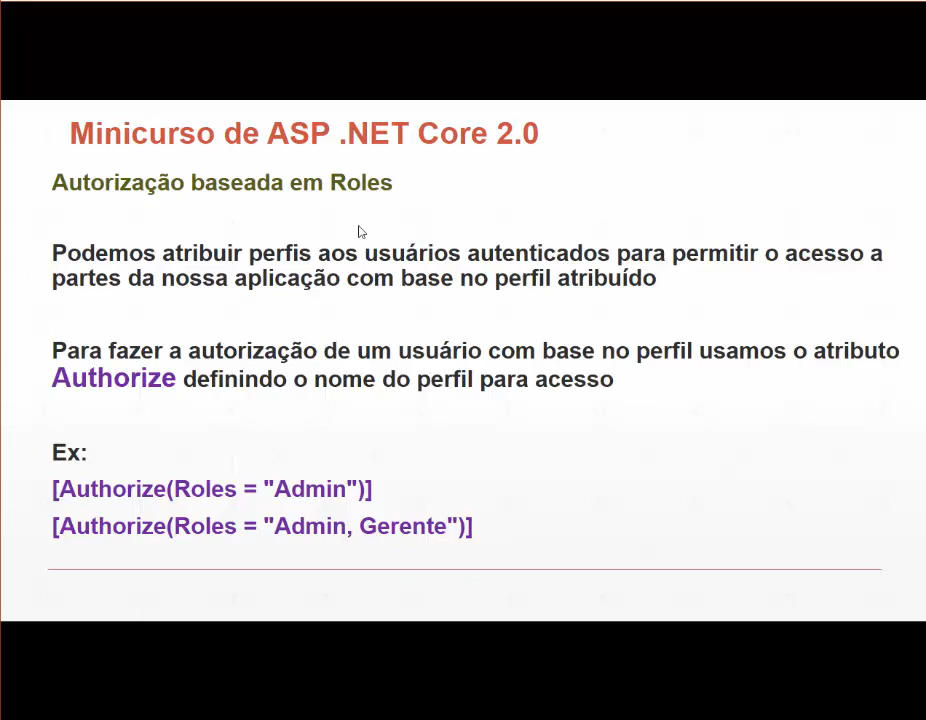 Minicurso de ASP .NET Core 2.0
Autorização baseada em Roles
Podemos atribuir perfis aos usuários autenticados para permitir o acesso a
partes da nossa aplicação com base no perfil atribuído
Para fazer a autorização de um usuário com base no perfil usamos o atributo
Authorize definindo o nome do perfil para acesso
Ex:
[Authorize(Roles = "Admin")]
[Authorize(Roles = "Admin, Gerente")]